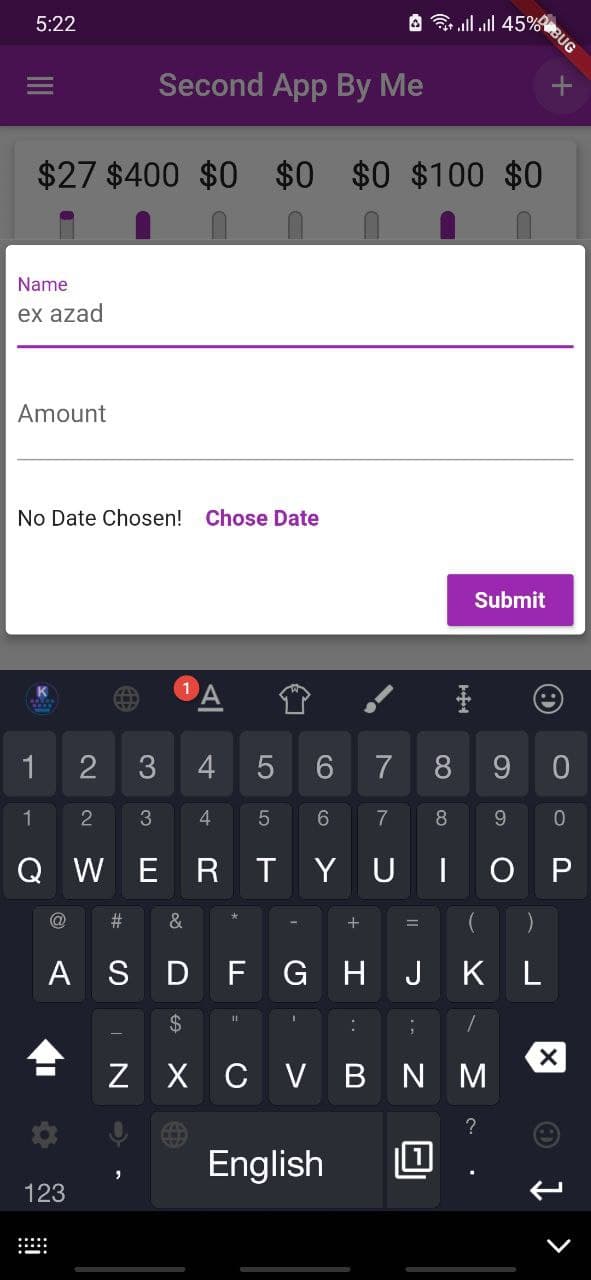 5:22 45%
DEBUG
Second App By Me +
$27 $400 $0 $0 $0 $100 $0
Name
ex azad
Amount
No Date Chosen! Chose Date
Submit
K 1 A
1 2 3 4 5 6 7 8 9 0
1 2 3 4 5 6 7 8 9 0
Q W E R T Y U I O P
@ # & * - + = ( )
A S D F G H J K L
_ $ " ' : ; /
Z X C V B N M
?
123 , English 1 .